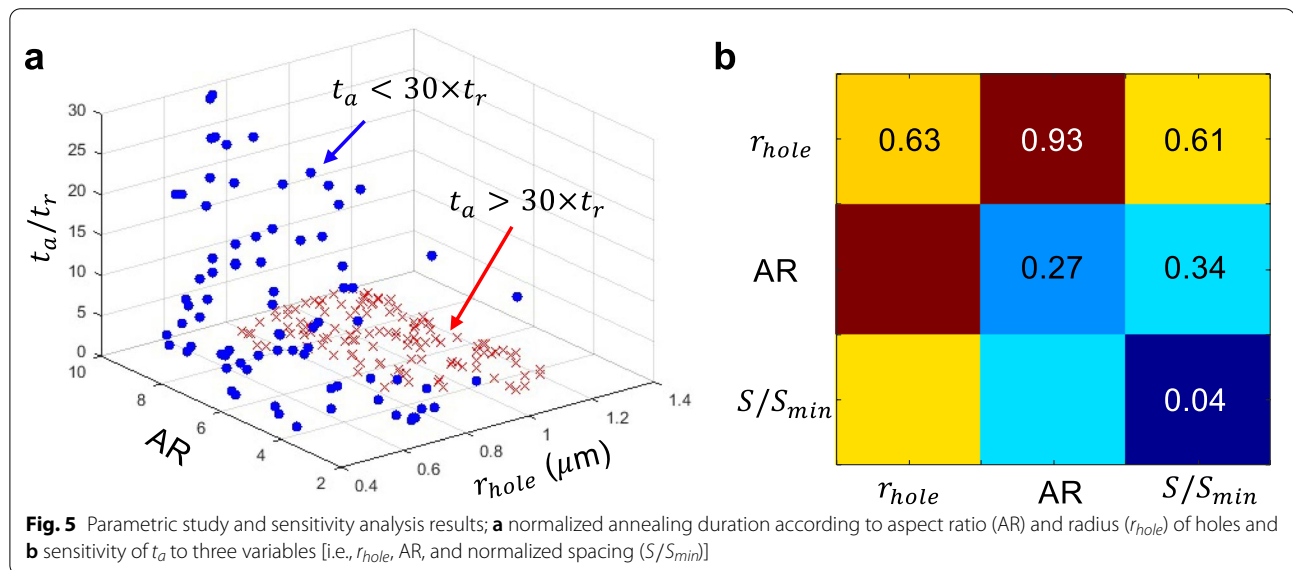 a
b
t_a < 30×t_r
t_a > 30×t_r
t_a/t_r
30
25
20
15
10
5
0
10
8
6
4
2
AR
0.4
0.6
0.8
1
1.2
1.4
r_hole (μm)
r_hole 0.63 0.93 0.61
AR 0.27 0.34
S/S_min 0.04
r_hole AR S/S_min
Fig. 5 Parametric study and sensitivity analysis results; a normalized annealing duration according to aspect ratio (AR) and radius (r_hole) of holes and
b sensitivity of t_a to three variables [i.e., r_hole, AR, and normalized spacing (S/S_min)]